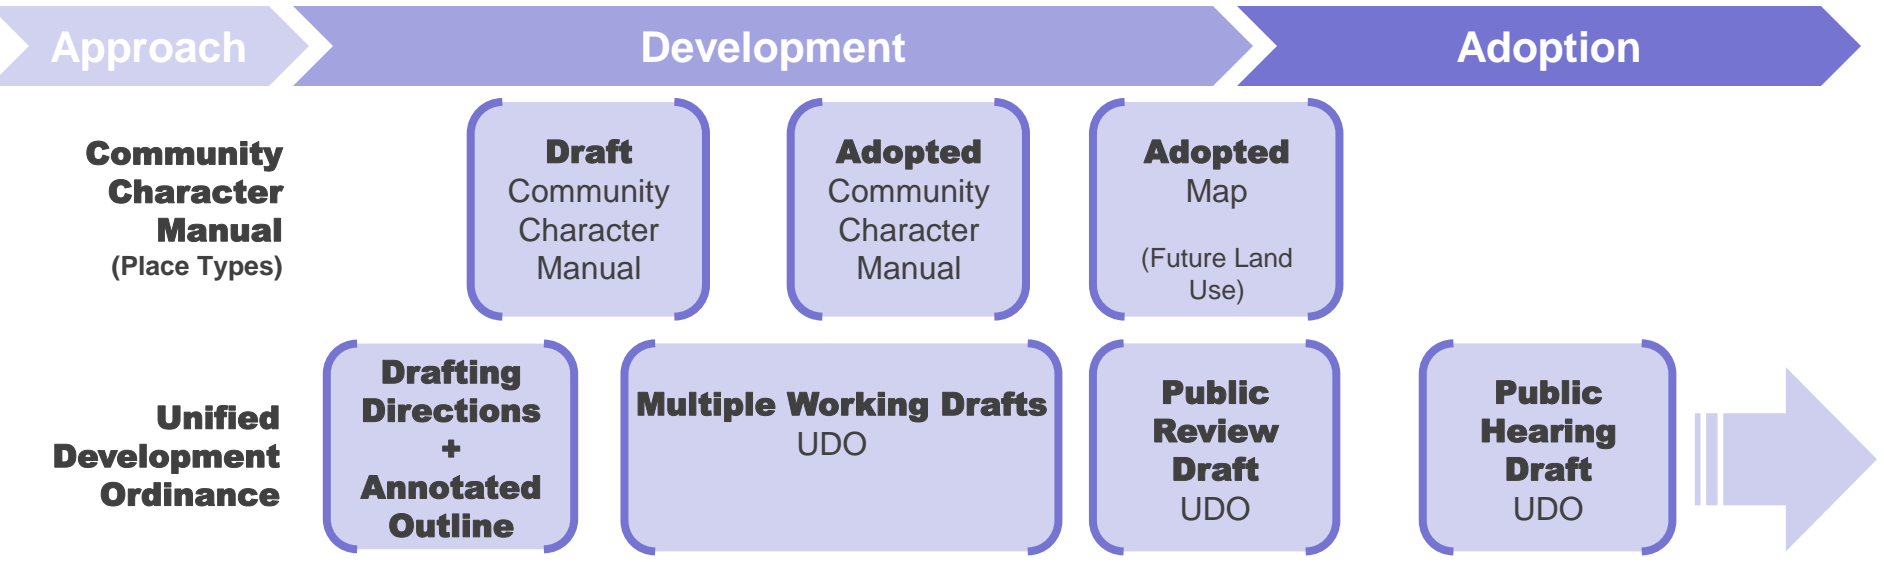 Approach
Development
Adoption
Community
Character
Manual
(Place Types)
Draft
Community
Character
Manual
Adopted
Community
Character
Manual
Adopted
Map
(Future Land
Use)
Unified
Development
Ordinance
Drafting
Directions
+
Annotated
Outline
Multiple Working Drafts
UDO
Public
Review
Draft
UDO
Public
Hearing
Draft
UDO